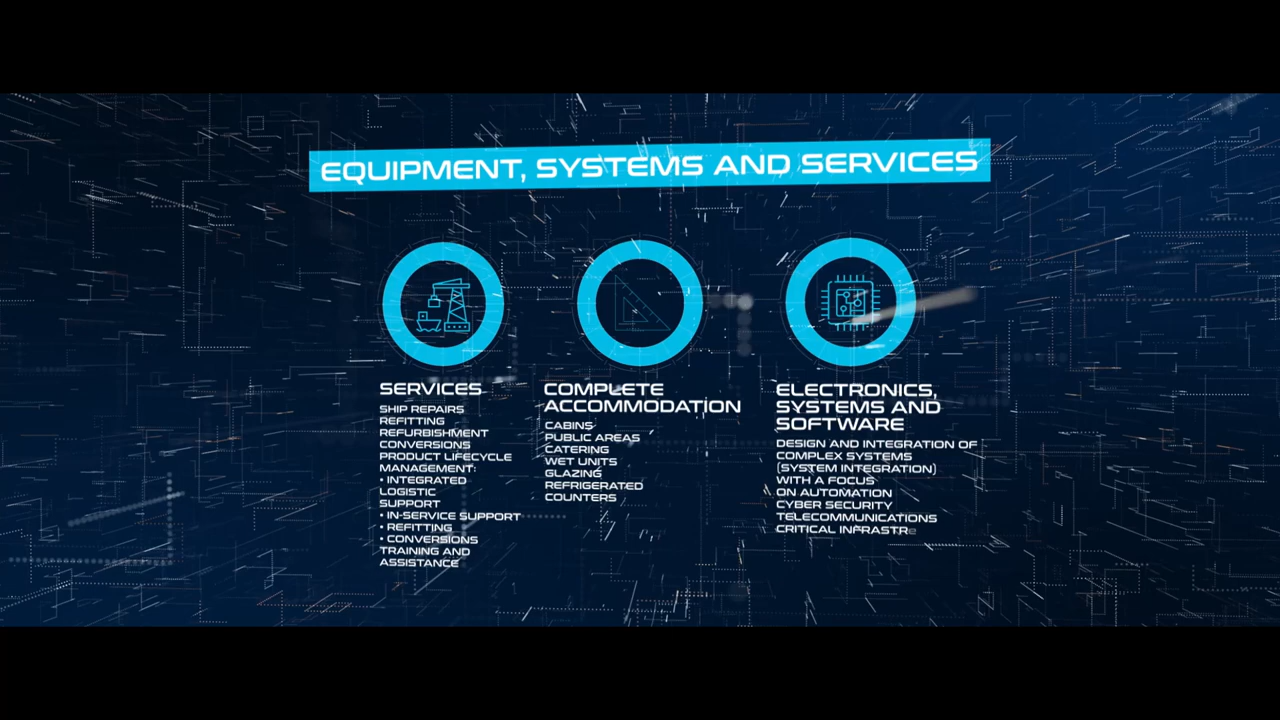 EQUIPMENT, SYSTEMS AND SERVICES
SERVICES
SHIP REPAIRS
REFITTING
REFURBISHMENT
CONVERSIONS
PRODUCT LIFECYCLE
MANAGEMENT:
• INTEGRATED
LOGISTIC
SUPPORT
• IN-SERVICE SUPPORT
• REFITTING
• CONVERSIONS
TRAINING AND
ASSISTANCE
COMPLETE
ACCOMMODATION
CABINS
PUBLIC AREAS
CATERING
WET UNITS
GLAZING
REFRIGERATED
COUNTERS
ELECTRONICS,
SYSTEMS AND
SOFTWARE
DESIGN AND INTEGRATION OF
COMPLEX SYSTEMS
(SYSTEM INTEGRATION)
WITH A FOCUS
ON AUTOMATION
CYBER SECURITY
TELECOMMUNICATIONS
CRITICAL INFRASTRE